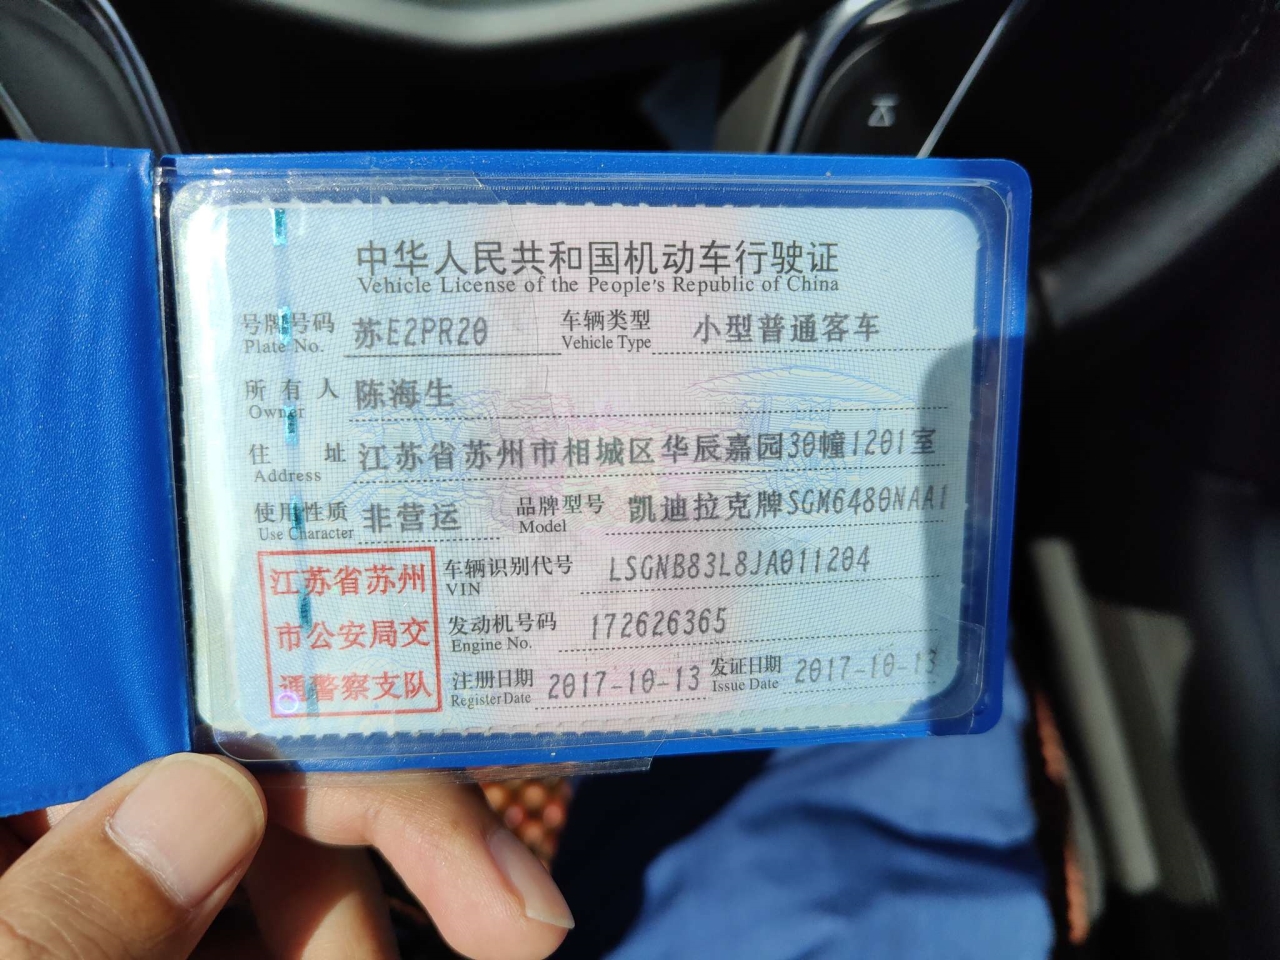 中华人民共和国机动车行驶证
Vehicle License of the People's Republic of China
号牌号码 苏E2PR20 车辆类型 小型普通客车
Plate No. Vehicle Type
所有人 陈海生
Owner
住址 江苏省苏州市相城区华辰嘉园30幢1201室
Address
使用性质 非营运 品牌型号 凯迪拉克牌SGM6480NAA1
Use Character Model
江苏省苏州 车辆识别代号 LSGNB83L8JA011204
VIN
市公安局交 发动机号码 172626365
Engine No.
通警察支队 注册日期 2017-10-13 发证日期 2017-10-13
Register Date Issue Date